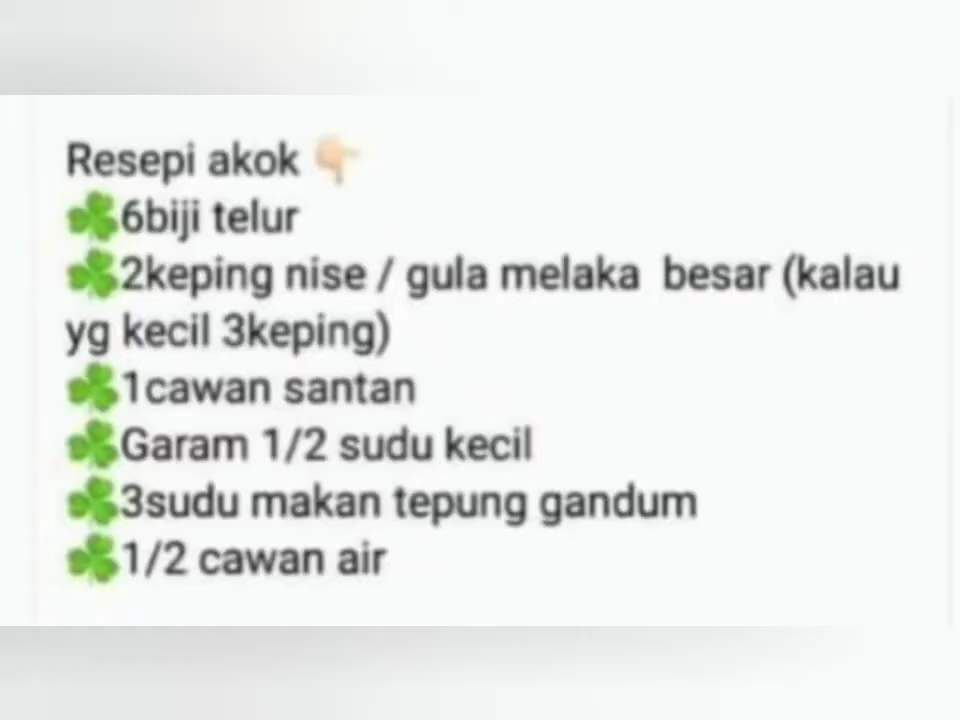 Resepi akok 👇🏻
☘️6biji telur
☘️2keping nise / gula melaka besar (kalau
yg kecil 3keping)
☘️1cawan santan
☘️Garam 1/2 sudu kecil
☘️3sudu makan tepung gandum
☘️1/2 cawan air